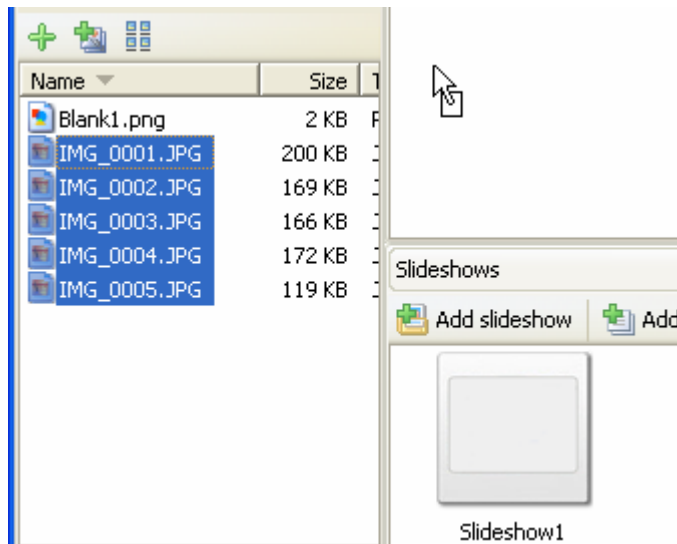 Name Size T
Blank1.png 2 KB F
IMG_0001.JPG 200 KB J
IMG_0002.JPG 169 KB J
IMG_0003.JPG 166 KB J
IMG_0004.JPG 172 KB J
IMG_0005.JPG 119 KB J
Slideshows
Add slideshow Add
Slideshow1